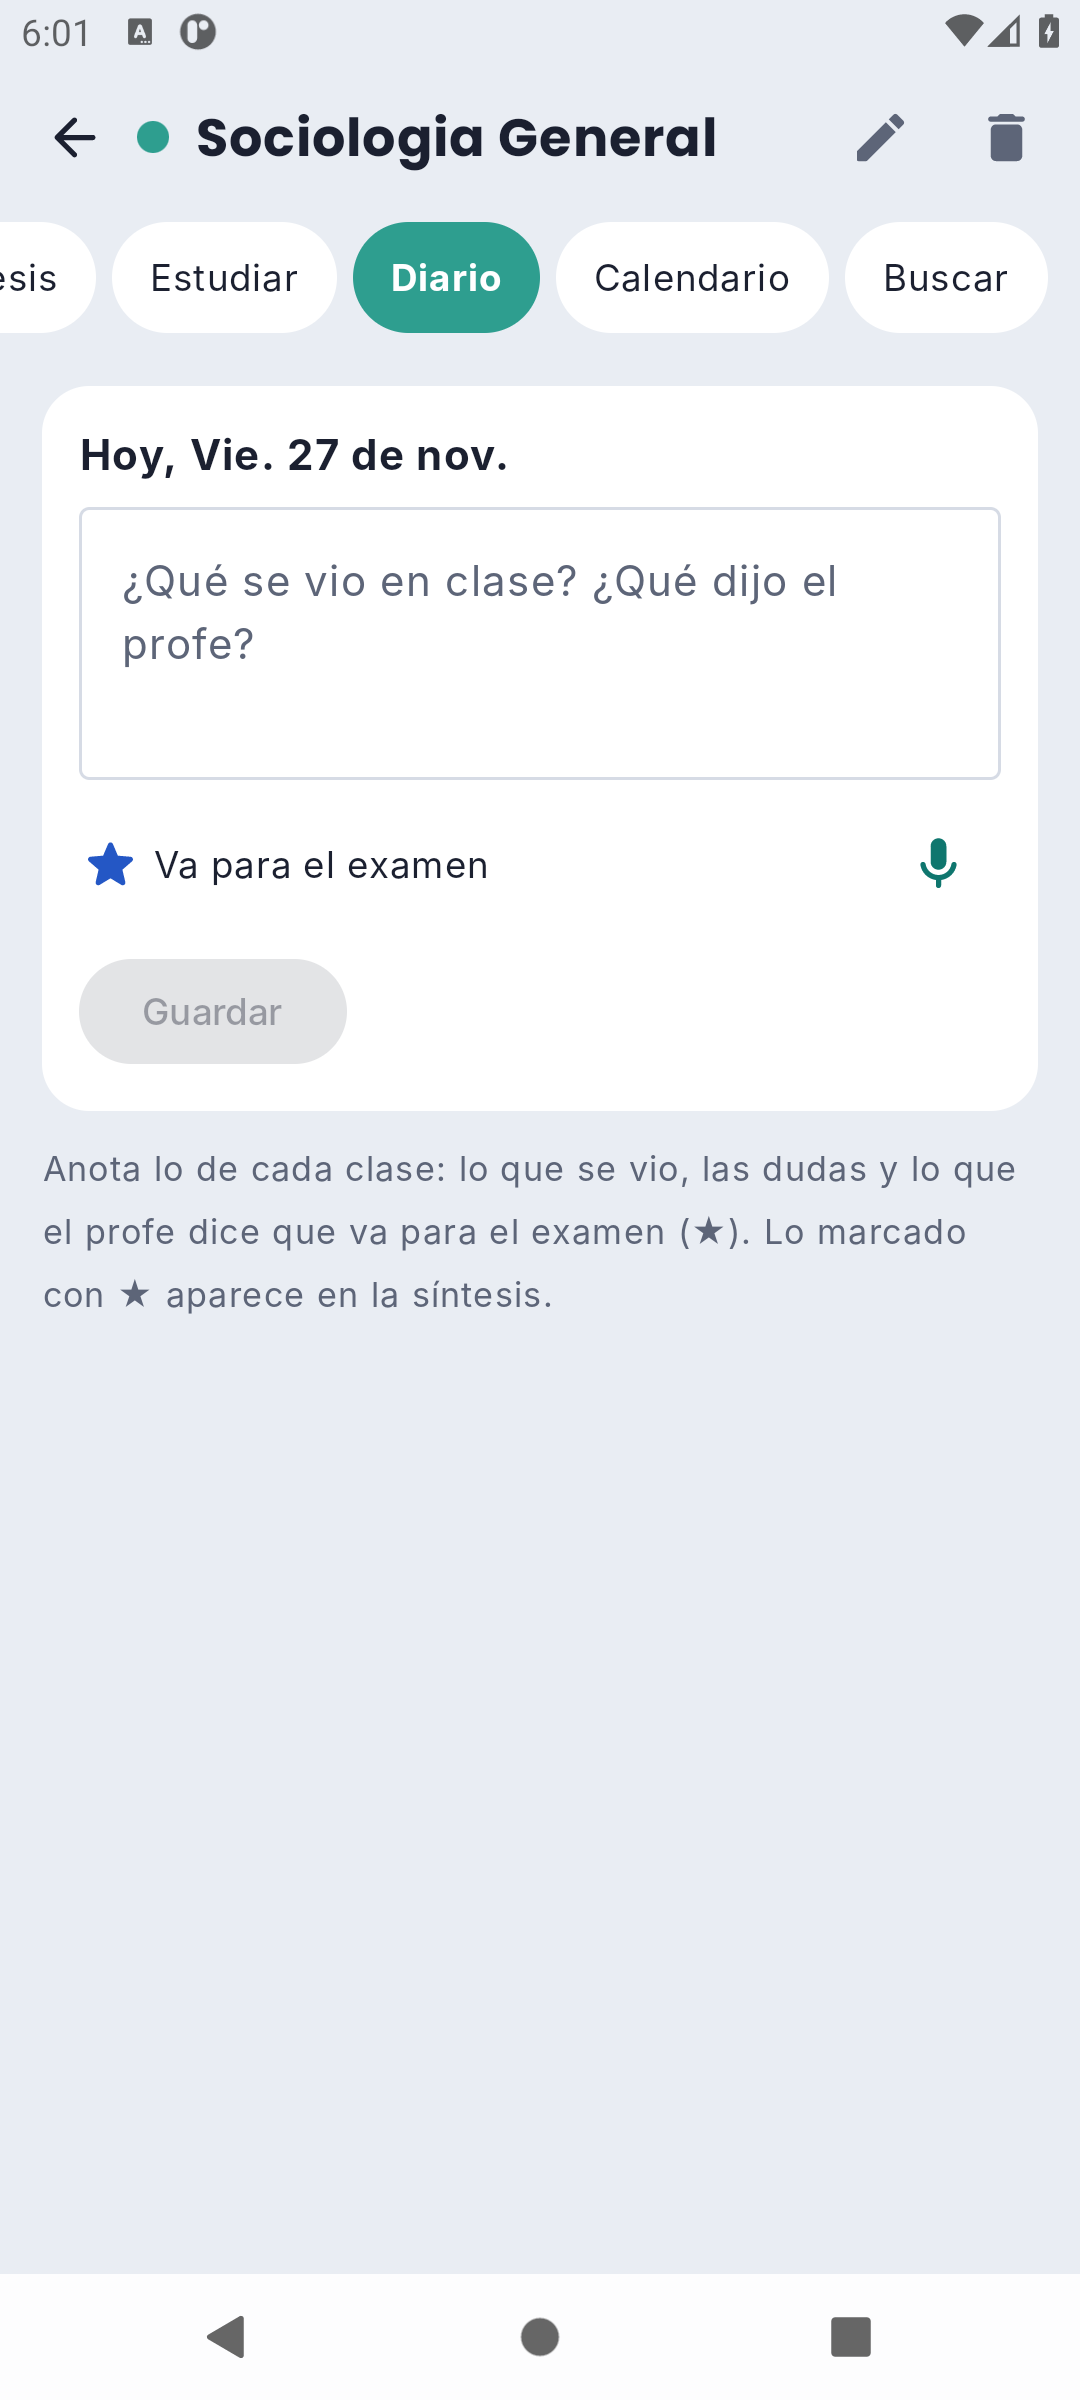 6:01
Sociologia General
esis Estudiar Diario Calendario Buscar
Hoy, Vie. 27 de nov.
¿Qué se vio en clase? ¿Qué dijo el
profe?
Va para el examen
Guardar
Anota lo de cada clase: lo que se vio, las dudas y lo que
el profe dice que va para el examen (★). Lo marcado
con ★ aparece en la síntesis.